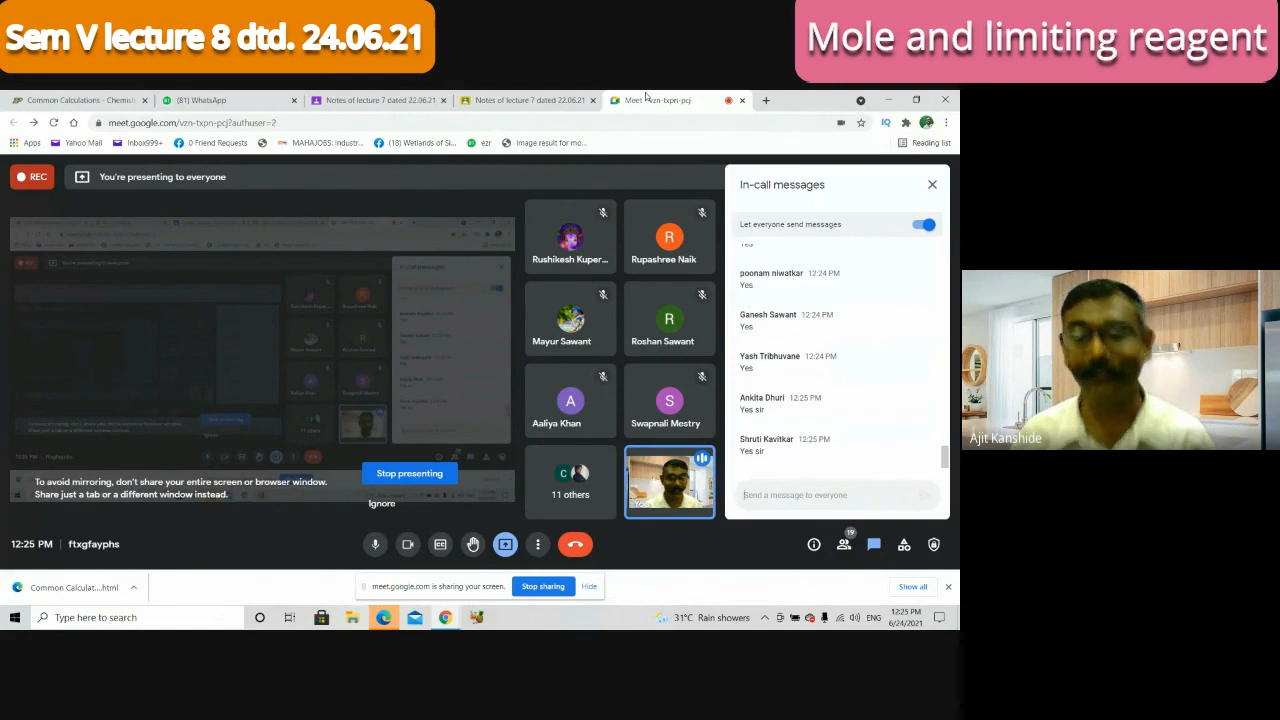 Sem V lecture 8 dtd. 24.06.21
Mole and limiting reagent
Common Calculations - Chemist
(81) WhatsApp
Notes of lecture 7 dated 22.06.21
Notes of lecture 7 dated 22.06.21
Meet
vzn-txpn-pcj
meet.google.com/vzn-txpn-pcj?authuser=2
Apps
Yahoo Mail
Inbox999+
0 Friend Requests
MAHAJOBS: Industr...
(18) Wetlands of Si...
ezr
Image result for mo...
Reading list
REC
You're presenting to everyone
In-call messages
Let everyone send messages
Yes
poonam niwatkar 12:24 PM
Yes
Ganesh Sawant 12:24 PM
Yes
Yash Tribhuvane 12:24 PM
Yes
Ankita Dhuri 12:25 PM
Yes sir
Shruti Kavitkar 12:25 PM
Yes sir
Send a message to everyone
Rushikesh Kuper...
R
Rupashree Naik
Mayur Sawant
R
Roshan Sawant
A
Aaliya Khan
S
Swapnali Mestry
C
11 others
You
To avoid mirroring, don't share your entire screen or browser window.
Share just a tab or a different window instead.
Stop presenting
Ignore
Ajit Kanshide
12:25 PM | ftxgfayphs
19
Common Calculat....html
meet.google.com is sharing your screen.
Stop sharing
Hide
Show all
Type here to search
31°C Rain showers
ENG
12:25 PM
6/24/2021